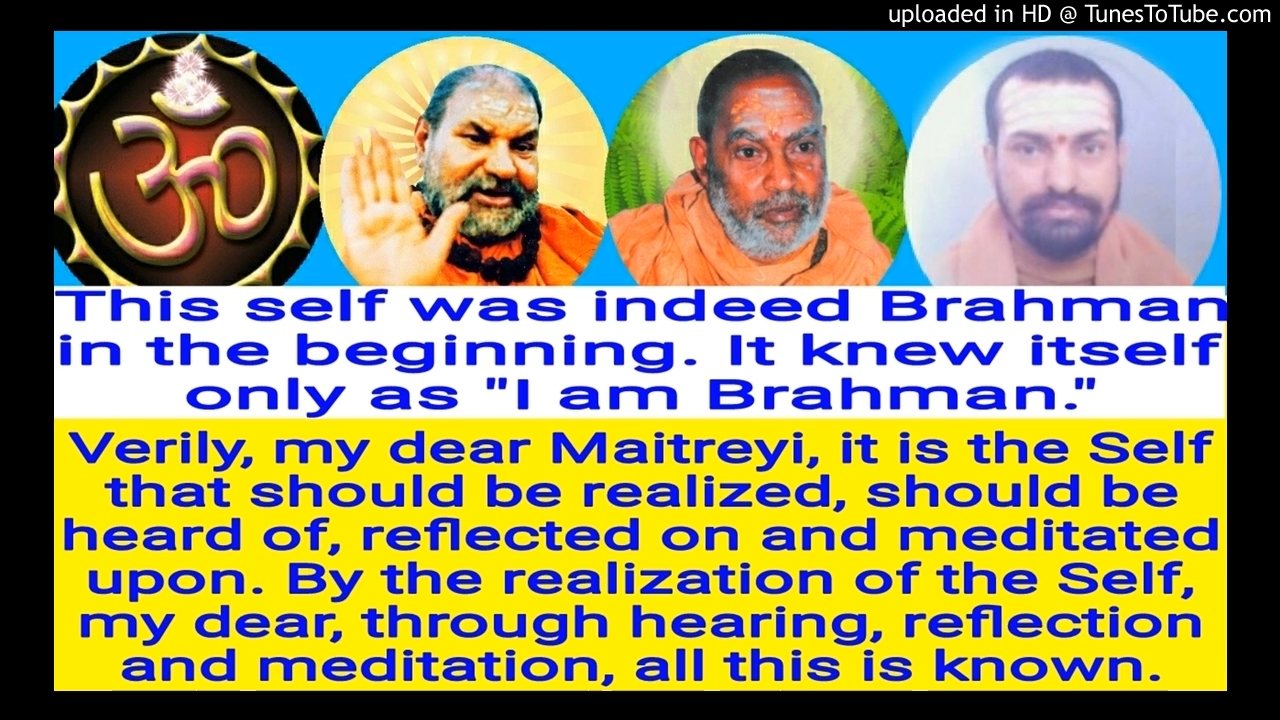 uploaded in HD @ TunesToTube.com
ॐ
This self was indeed Brahman
in the beginning. It knew itself
only as "I am Brahman."
Verily, my dear Maitreyi, it is the Self
that should be realized, should be
heard of, reflected on and meditated
upon. By the realization of the Self,
my dear, through hearing, reflection
and meditation, all this is known.